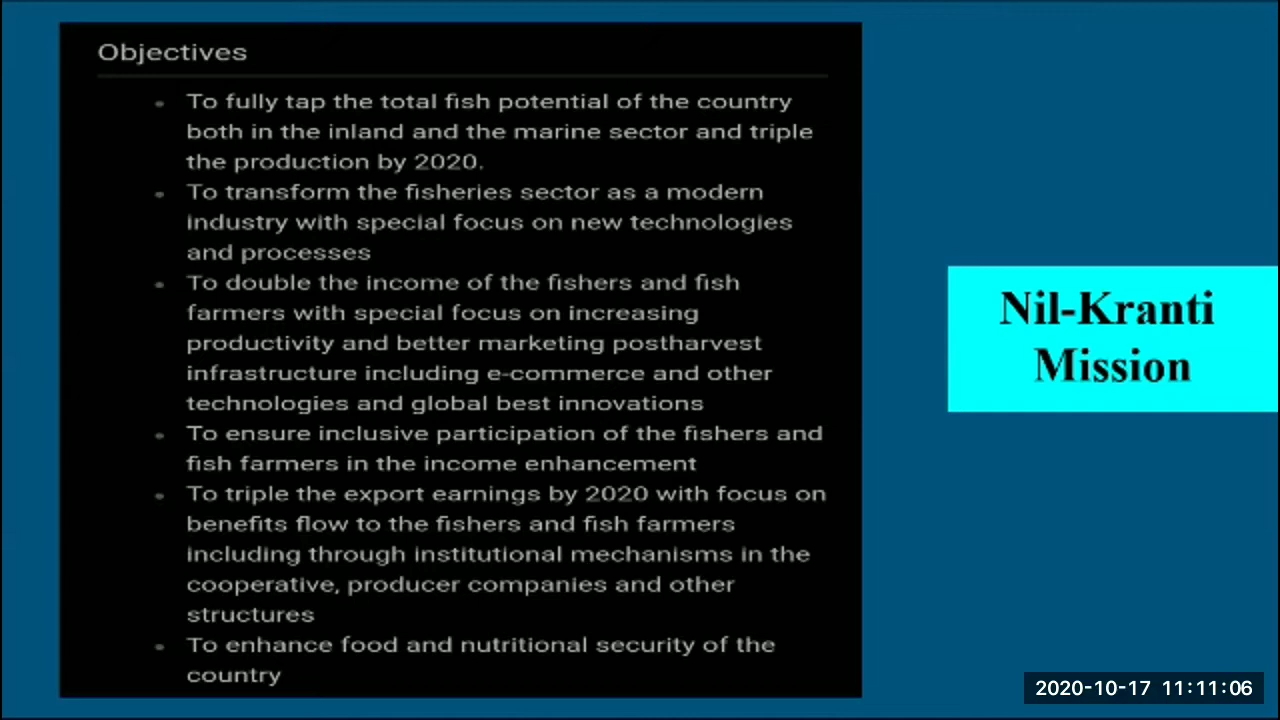 Objectives
To fully tap the total fish potential of the country
both in the inland and the marine sector and triple
the production by 2020.
To transform the fisheries sector as a modern
industry with special focus on new technologies
and processes
To double the income of the fishers and fish
farmers with special focus on increasing
productivity and better marketing postharvest
infrastructure including e-commerce and other
technologies and global best innovations
To ensure inclusive participation of the fishers and
fish farmers in the income enhancement
To triple the export earnings by 2020 with focus on
benefits flow to the fishers and fish farmers
including through institutional mechanisms in the
cooperative, producer companies and other
structures
To enhance food and nutritional security of the
country
Nil-Kranti
Mission
2020-10-17 11:11:06